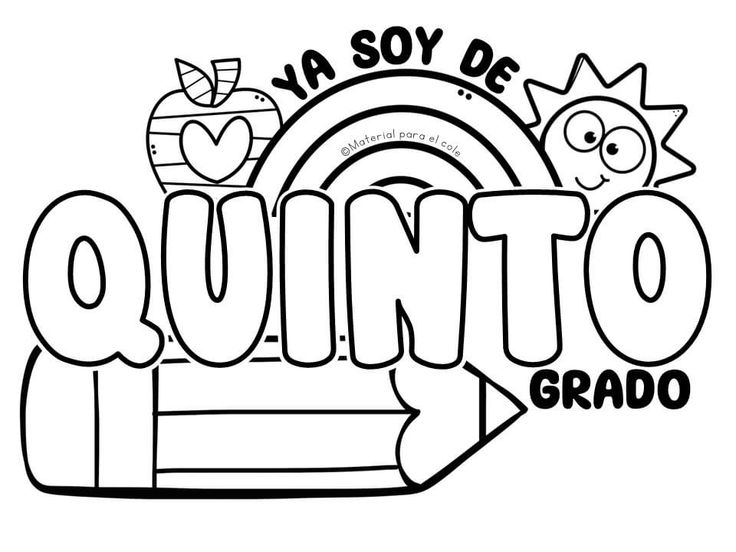 YA SOY DE
©Material para el cole
QUINTO
GRADO